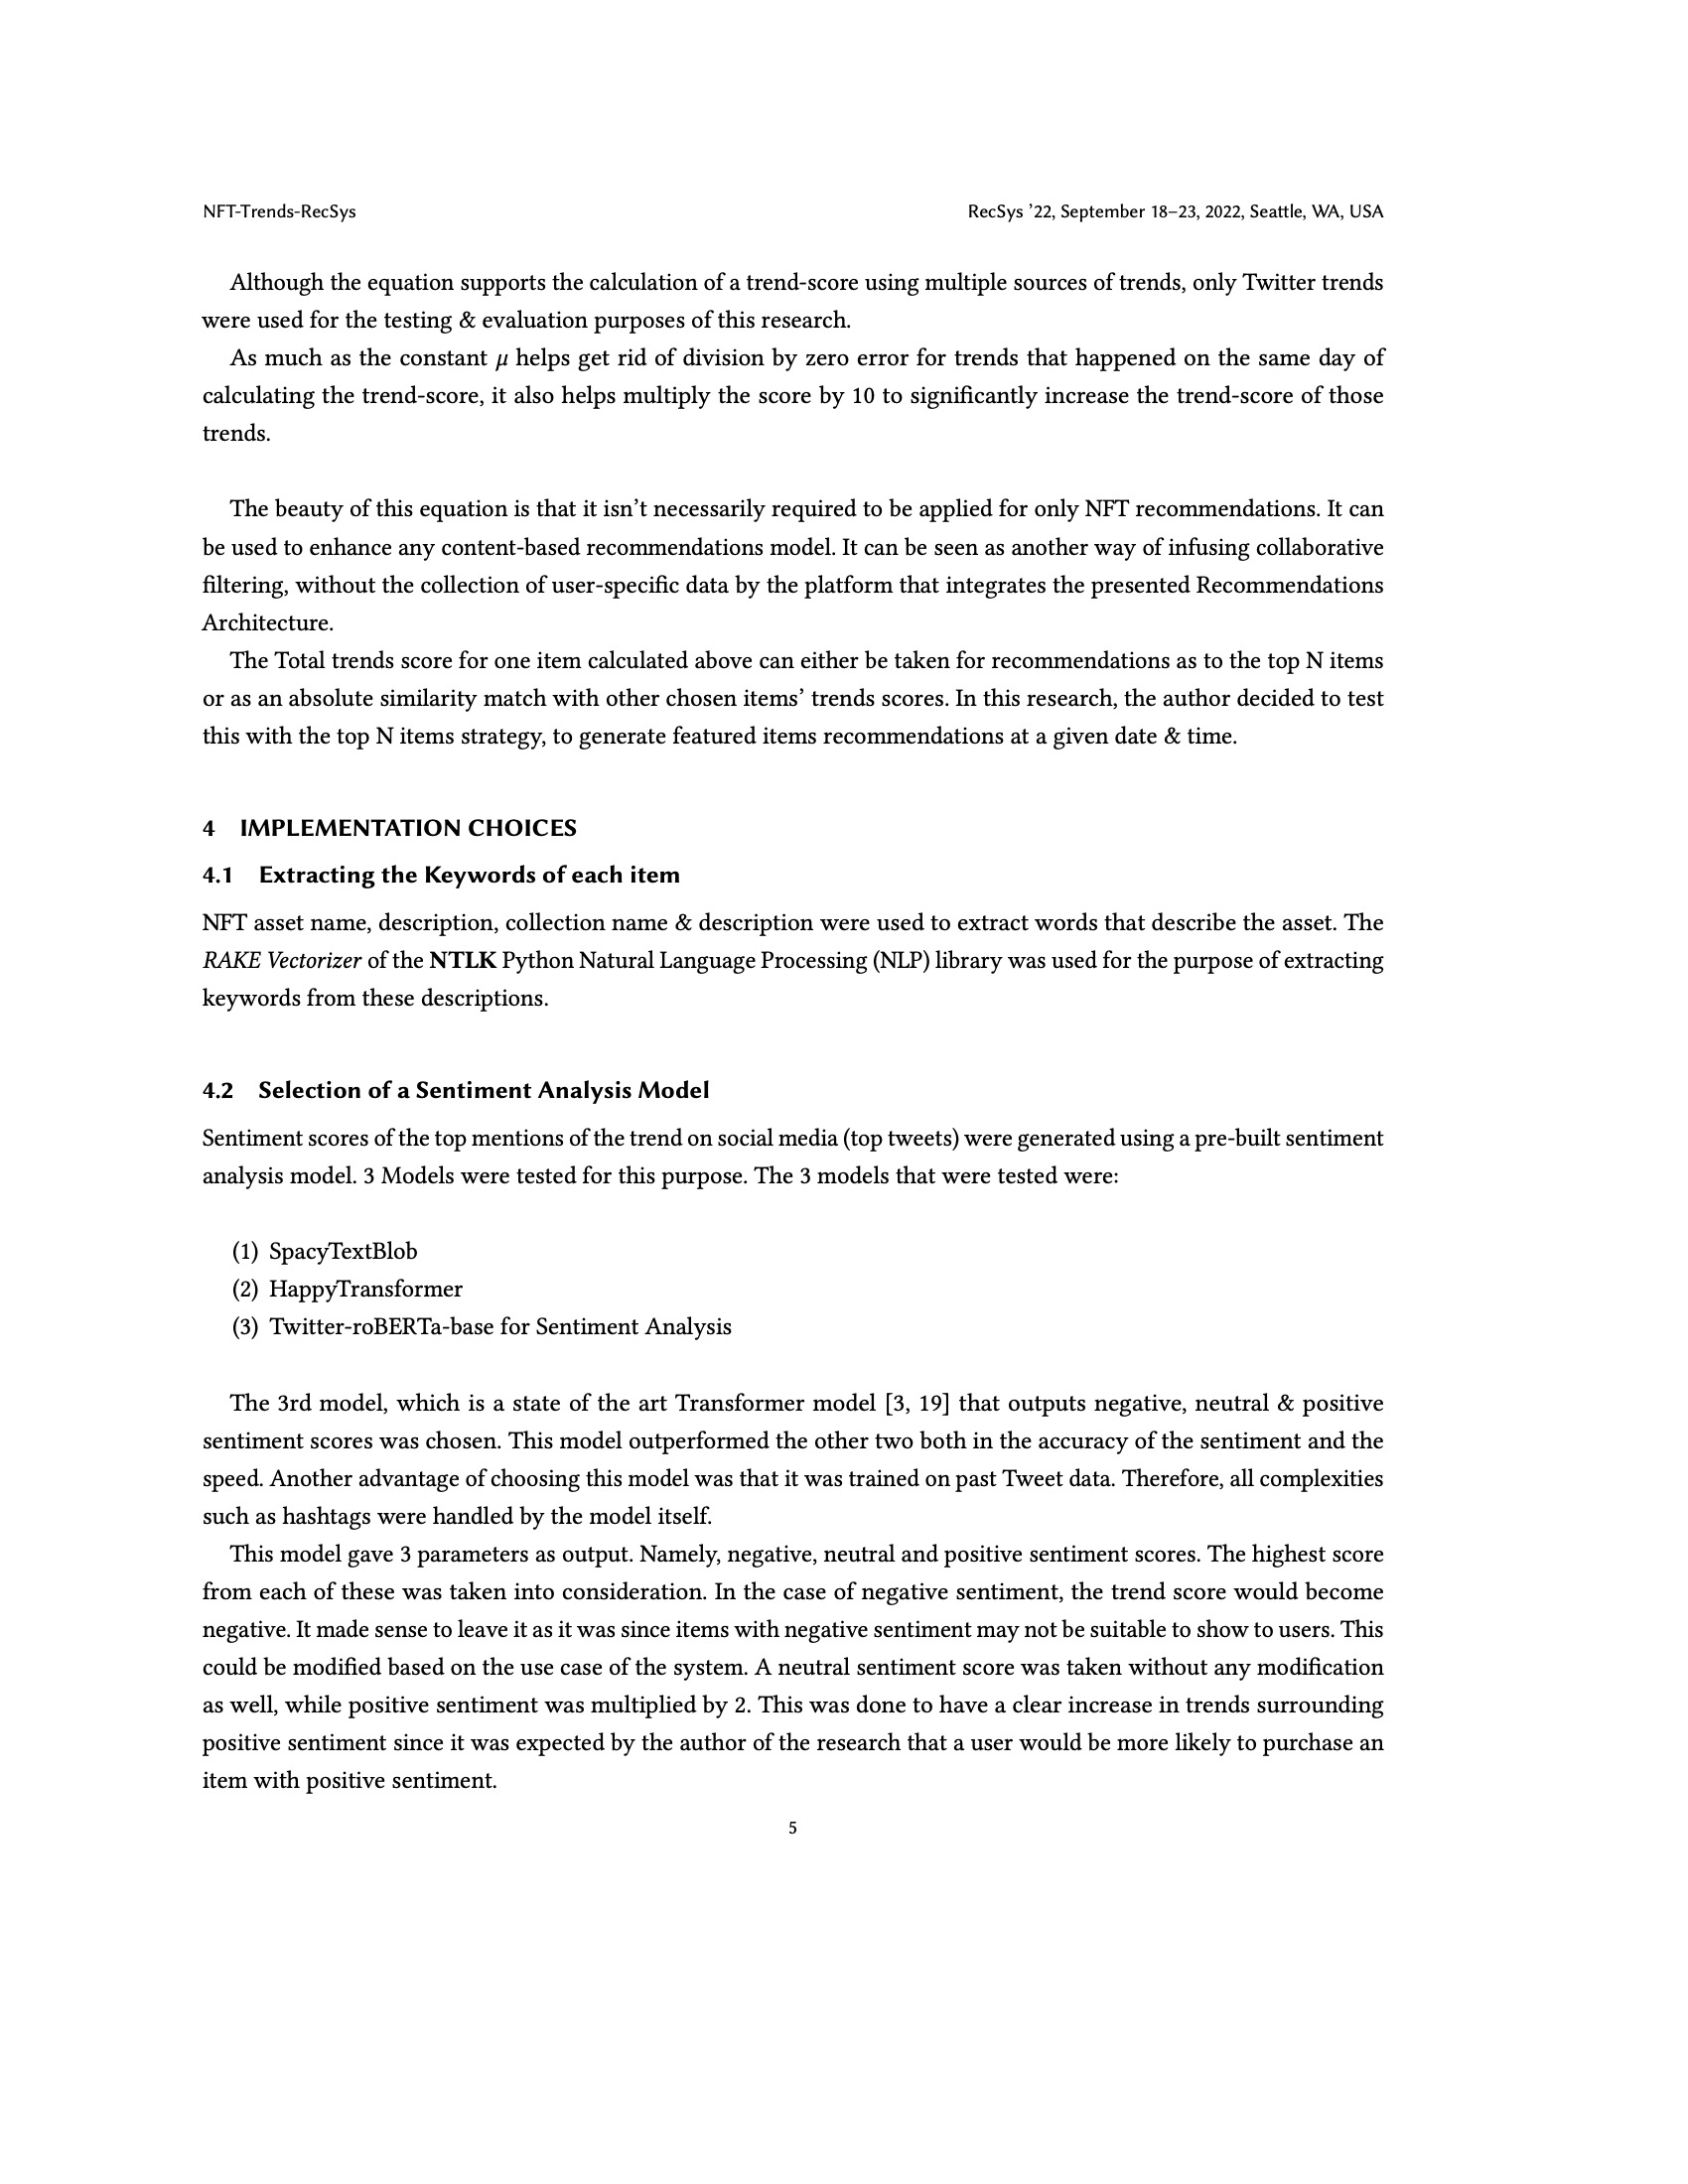 NFT-Trends-RecSys
RecSys ’22, September 18–23, 2022, Seattle, WA, USA
Although the equation supports the calculation of a trend-score using multiple sources of trends, only Twitter trends
were used for the testing & evaluation purposes of this research.
As much as the constant μ helps get rid of division by zero error for trends that happened on the same day of
calculating the trend-score, it also helps multiply the score by 10 to significantly increase the trend-score of those
trends.
The beauty of this equation is that it isn’t necessarily required to be applied for only NFT recommendations. It can
be used to enhance any content-based recommendations model. It can be seen as another way of infusing collaborative
filtering, without the collection of user-specific data by the platform that integrates the presented Recommendations
Architecture.
The Total trends score for one item calculated above can either be taken for recommendations as to the top N items
or as an absolute similarity match with other chosen items’ trends scores. In this research, the author decided to test
this with the top N items strategy, to generate featured items recommendations at a given date & time.
4 IMPLEMENTATION CHOICES
4.1 Extracting the Keywords of each item
NFT asset name, description, collection name & description were used to extract words that describe the asset. The
RAKE Vectorizer of the NTLK Python Natural Language Processing (NLP) library was used for the purpose of extracting
keywords from these descriptions.
4.2 Selection of a Sentiment Analysis Model
Sentiment scores of the top mentions of the trend on social media (top tweets) were generated using a pre-built sentiment
analysis model. 3 Models were tested for this purpose. The 3 models that were tested were:
(1) SpacyTextBlob
(2) HappyTransformer
(3) Twitter-roBERTa-base for Sentiment Analysis
The 3rd model, which is a state of the art Transformer model [3, 19] that outputs negative, neutral & positive
sentiment scores was chosen. This model outperformed the other two both in the accuracy of the sentiment and the
speed. Another advantage of choosing this model was that it was trained on past Tweet data. Therefore, all complexities
such as hashtags were handled by the model itself.
This model gave 3 parameters as output. Namely, negative, neutral and positive sentiment scores. The highest score
from each of these was taken into consideration. In the case of negative sentiment, the trend score would become
negative. It made sense to leave it as it was since items with negative sentiment may not be suitable to show to users. This
could be modified based on the use case of the system. A neutral sentiment score was taken without any modification
as well, while positive sentiment was multiplied by 2. This was done to have a clear increase in trends surrounding
positive sentiment since it was expected by the author of the research that a user would be more likely to purchase an
item with positive sentiment.
5